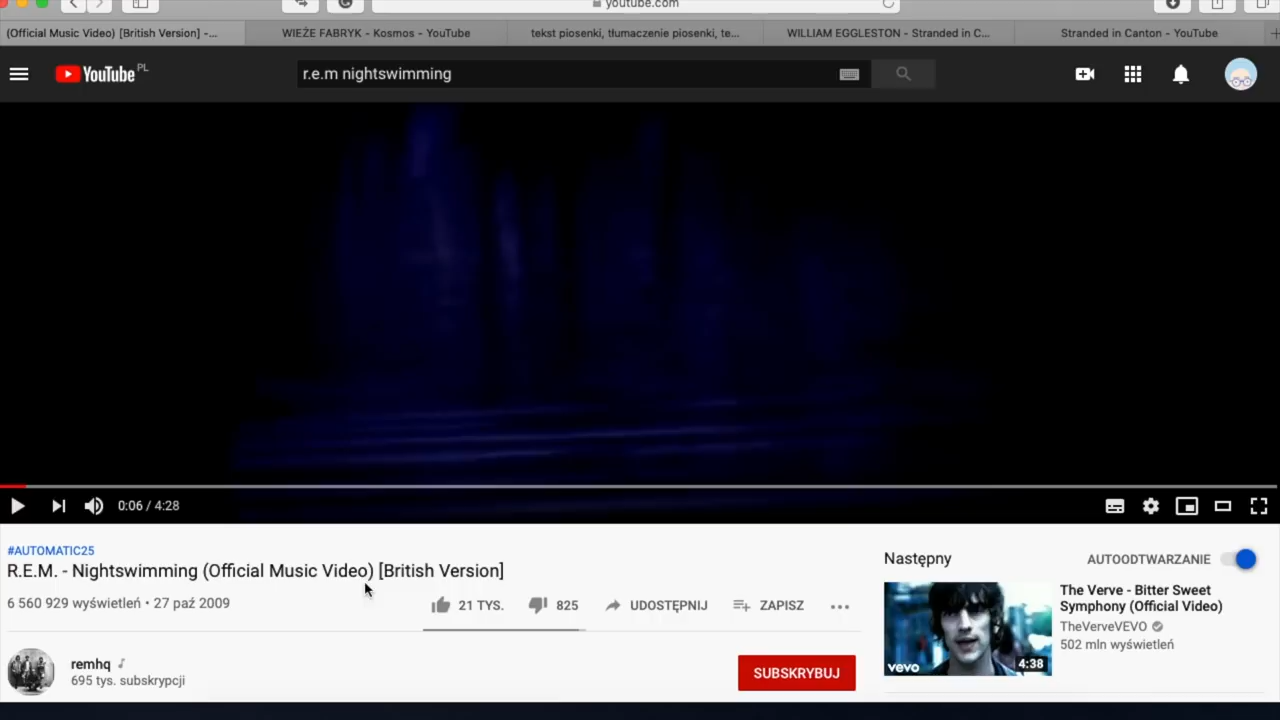 youtube.com
(Official Music Video) [British Version] -...
WIEŻE FABRYK - Kosmos - YouTube
tekst piosenki, tłumaczenie piosenki, te...
WILLIAM EGGLESTON - Stranded in C...
Stranded in Canton - YouTube
YouTube PL
r.e.m nightswimming
0:06 / 4:28
#AUTOMATIC25
R.E.M. - Nightswimming (Official Music Video) [British Version]
6 560 929 wyświetleń • 27 paź 2009
21 TYS.
825
UDOSTĘPNIJ
ZAPISZ
remhq
695 tys. subskrypcji
SUBSKRYBUJ
Następny
AUTOODTWARZANIE
vevo
4:38
The Verve - Bitter Sweet
Symphony (Official Video)
TheVerveVEVO
502 mln wyświetleń